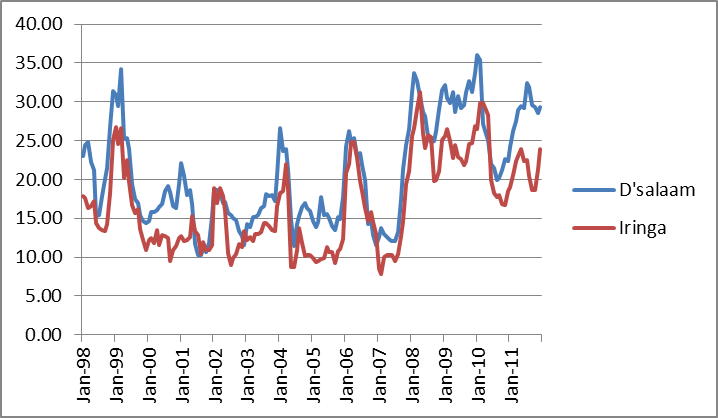 40.00
35.00
30.00
25.00
20.00
15.00
10.00
5.00
0.00
Jan-98
Jan-99
Jan-00
Jan-01
Jan-02
Jan-03
Jan-04
Jan-05
Jan-06
Jan-07
Jan-08
Jan-09
Jan-10
Jan-11
D'salaam
Iringa